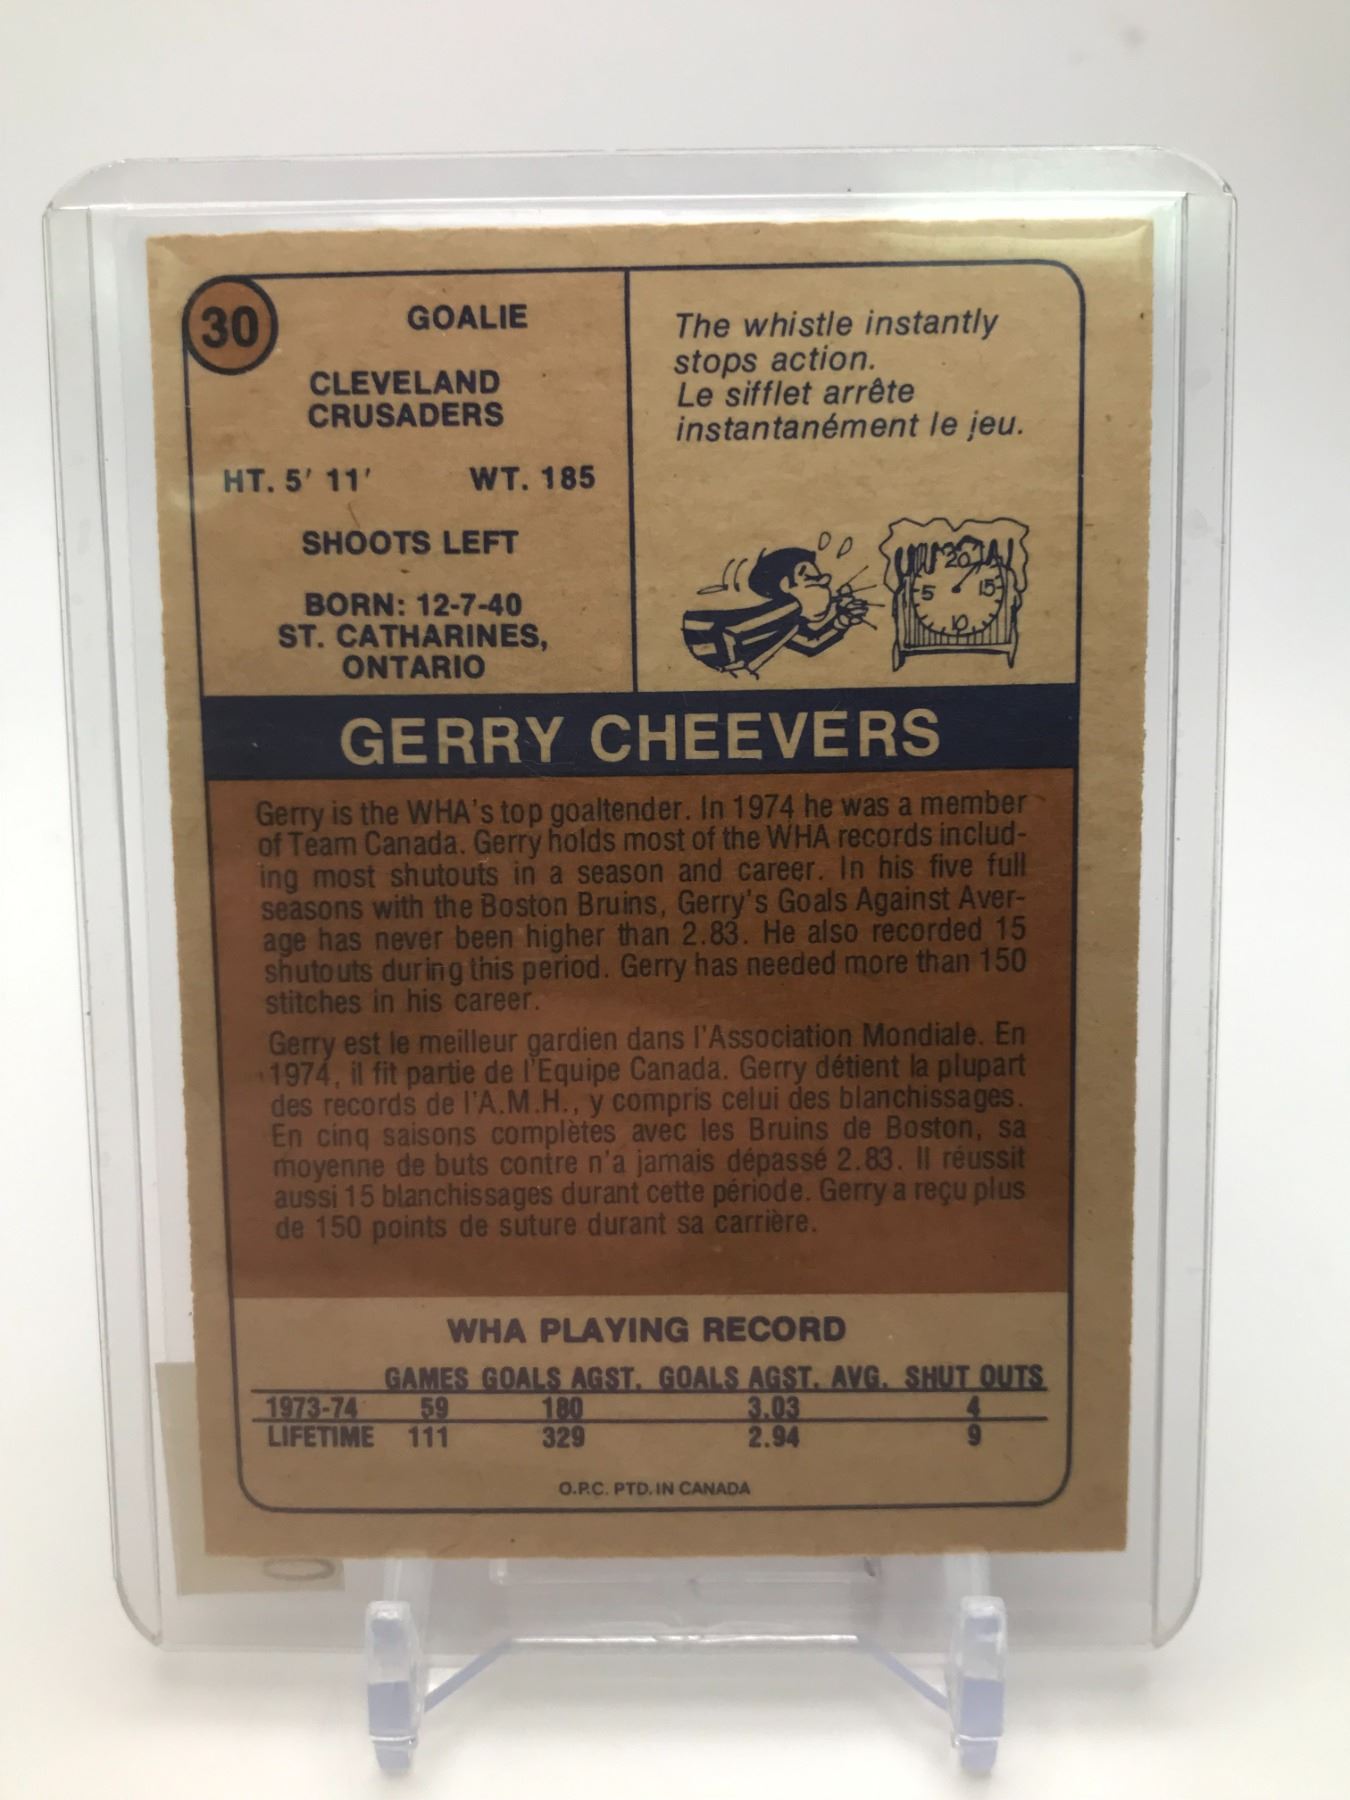 30
GOALIE
CLEVELAND
CRUSADERS
HT. 5' 11' WT. 185
SHOOTS LEFT
BORN: 12-7-40
ST. CATHARINES,
ONTARIO
The whistle instantly
stops action.
Le sifflet arrête
instantanément le jeu.
20
5 15
10
GERRY CHEEVERS
Gerry is the WHA's top goaltender. In 1974 he was a member
of Team Canada. Gerry holds most of the WHA records includ-
ing most shutouts in a season and career. In his five full
seasons with the Boston Bruins, Gerry's Goals Against Aver-
age has never been higher than 2.83. He also recorded 15
shutouts during this period. Gerry has needed more than 150
stitches in his career.
Gerry est le meilleur gardien dans l'Association Mondiale. En
1974, il fit partie de l'Equipe Canada. Gerry détient la plupart
des records de l'A.M.H., y compris celui des blanchissages.
En cinq saisons complètes avec les Bruins de Boston, sa
moyenne de buts contre n'a jamais dépassé 2.83. Il réussit
aussi 15 blanchissages durant cette période. Gerry a reçu plus
de 150 points de suture durant sa carrière.
WHA PLAYING RECORD
GAMES GOALS AGST. GOALS AGST. AVG. SHUT OUTS
1973-74 59 180 3.03 4
LIFETIME 111 329 2.94 9
O.P.C. PTD. IN CANADA